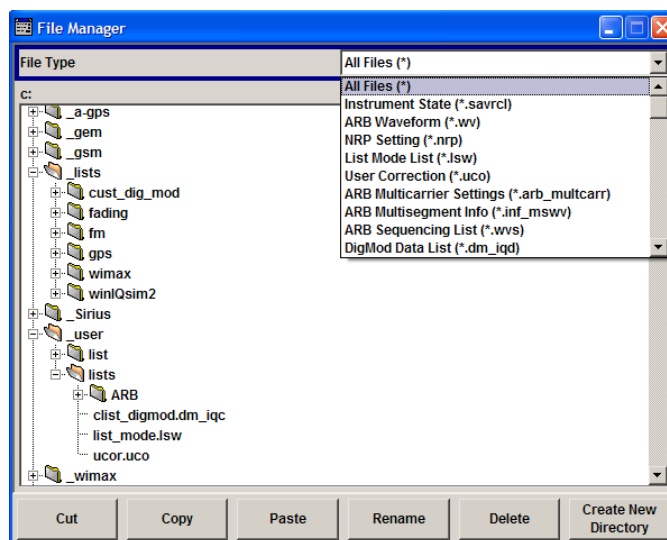 File Manager
File Type
All Files (*)
c:
All Files (*)
Instrument State (*.savrcl)
ARB Waveform (*.wv)
NRP Setting (*.nrp)
List Mode List (*.lsw)
User Correction (*.uco)
ARB Multicarrier Settings (*.arb_multcarr)
ARB Multisegment Info (*.inf_mswv)
ARB Sequencing List (*.wvs)
DigMod Data List (*.dm_iqd)
_a-gps
_gem
_gsm
_lists
cust_dig_mod
fading
fm
gps
wimax
winIQsim2
_Sirius
_user
list
lists
ARB
clist_digmod.dm_iqc
list_mode.lsw
ucor.uco
_wimax
Cut
Copy
Paste
Rename
Delete
Create New
Directory